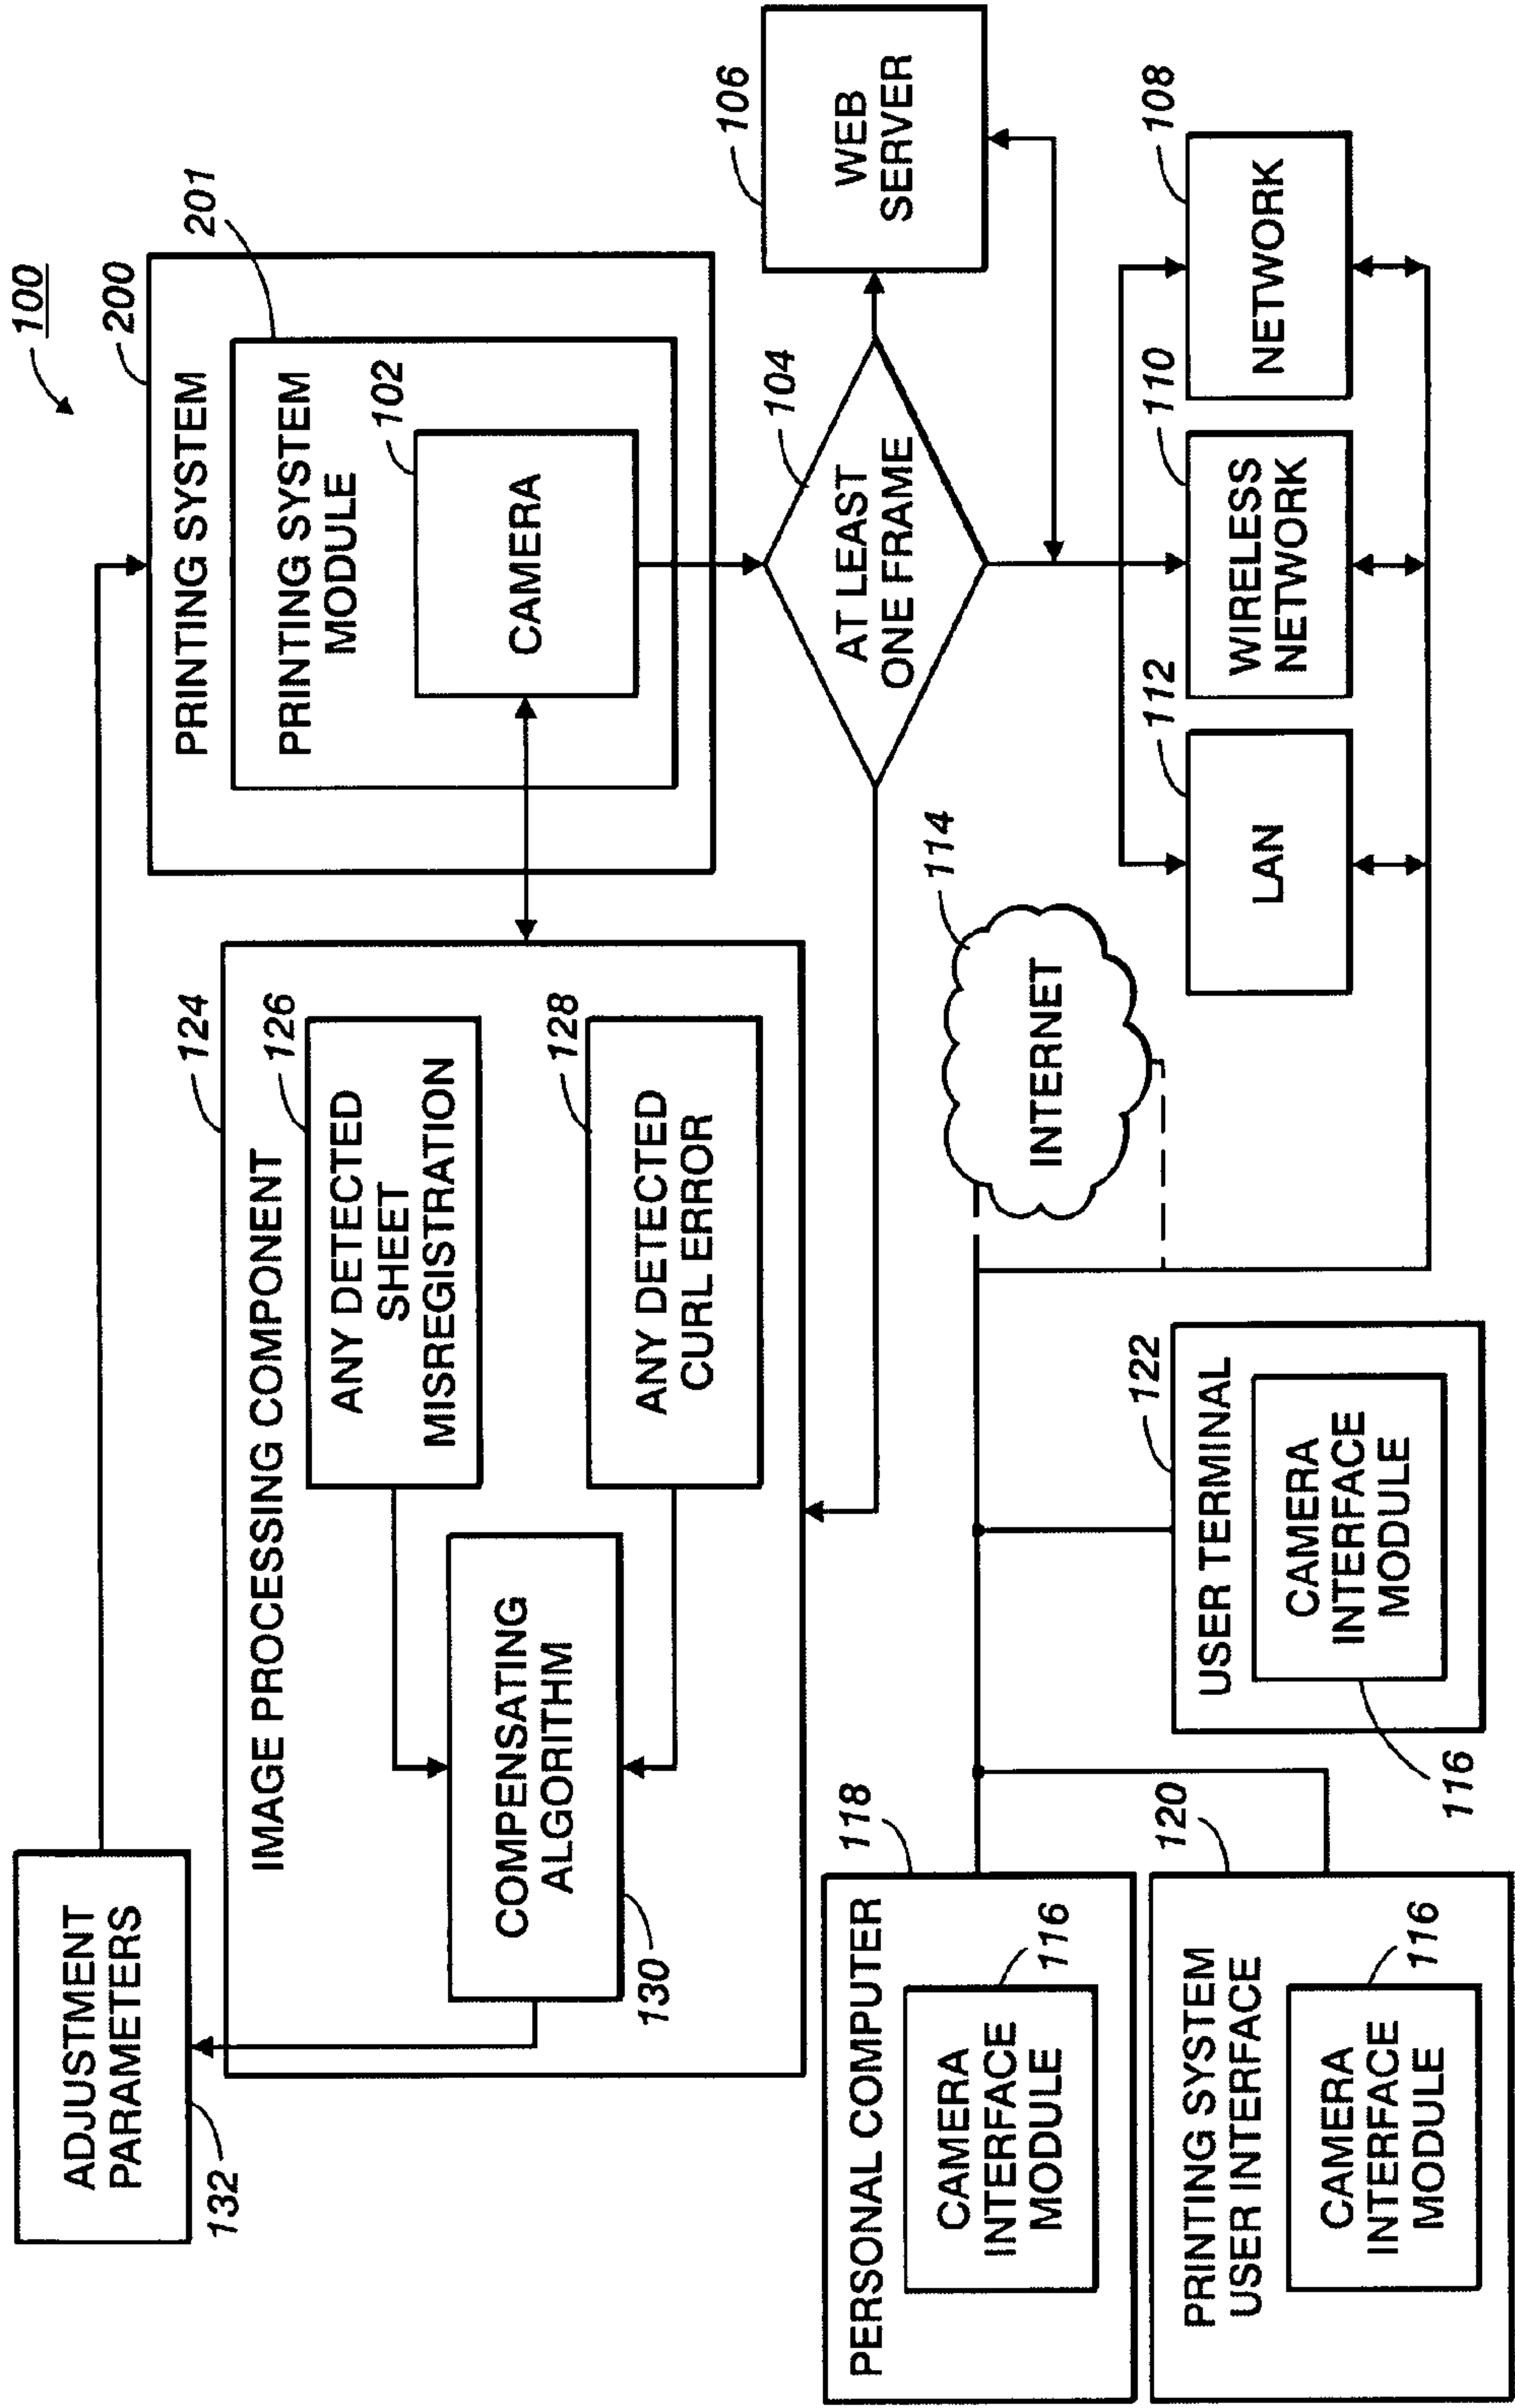 100
ADJUSTMENT
PARAMETERS
132
200
PRINTING SYSTEM
201
PRINTING SYSTEM
MODULE
102
CAMERA
124
IMAGE PROCESSING COMPONENT
126
ANY DETECTED
SHEET
MISREGISTRATION
128
ANY DETECTED
CURL ERROR
COMPENSATING
ALGORITHM
130
104
AT LEAST
ONE FRAME
106
WEB
SERVER
118
PERSONAL COMPUTER
CAMERA
INTERFACE
MODULE
116
120
PRINTING SYSTEM
USER INTERFACE
CAMERA
INTERFACE
MODULE
116
122
USER TERMINAL
CAMERA
INTERFACE
MODULE
116
114
INTERNET
112
LAN
110
WIRELESS
NETWORK
108
NETWORK